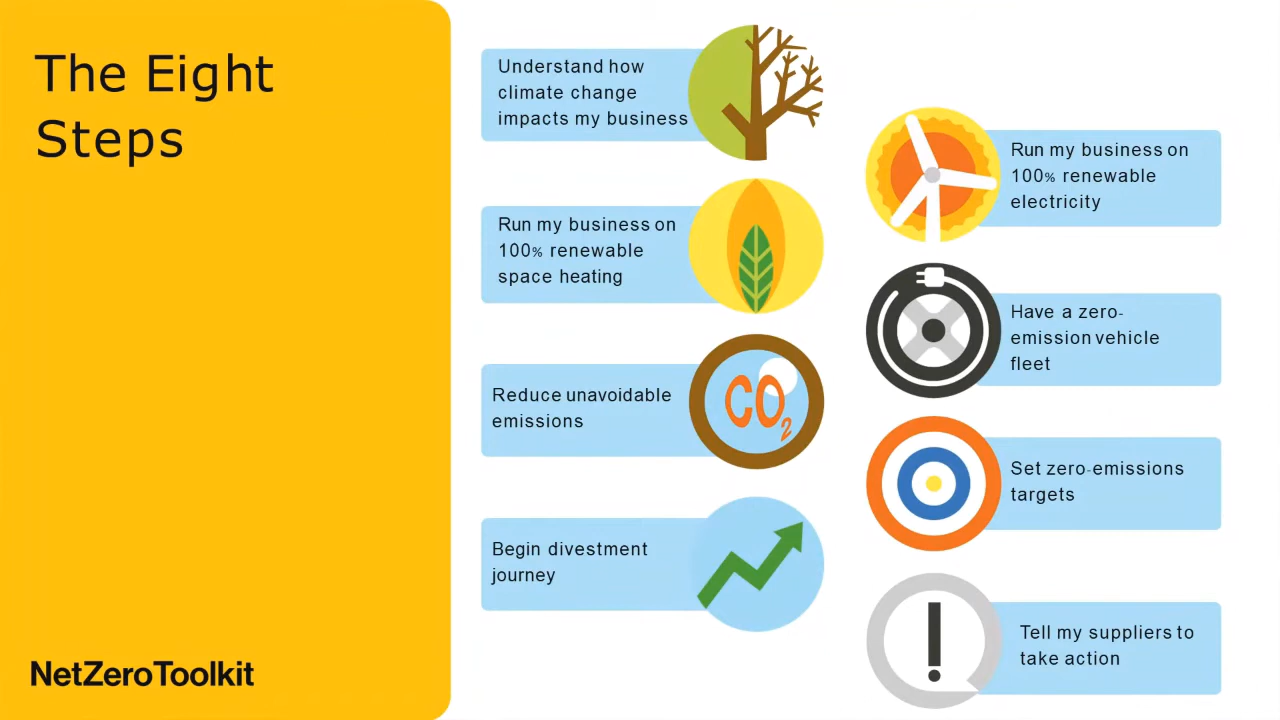 The Eight
Steps
Understand how
climate change
impacts my business
Run my business on
100% renewable
electricity
Run my business on
100% renewable
space heating
Have a zero-
emission vehicle
fleet
Reduce unavoidable
emissions
CO2
Set zero-emissions
targets
Begin divestment
journey
!
Tell my suppliers to
take action
NetZeroToolkit